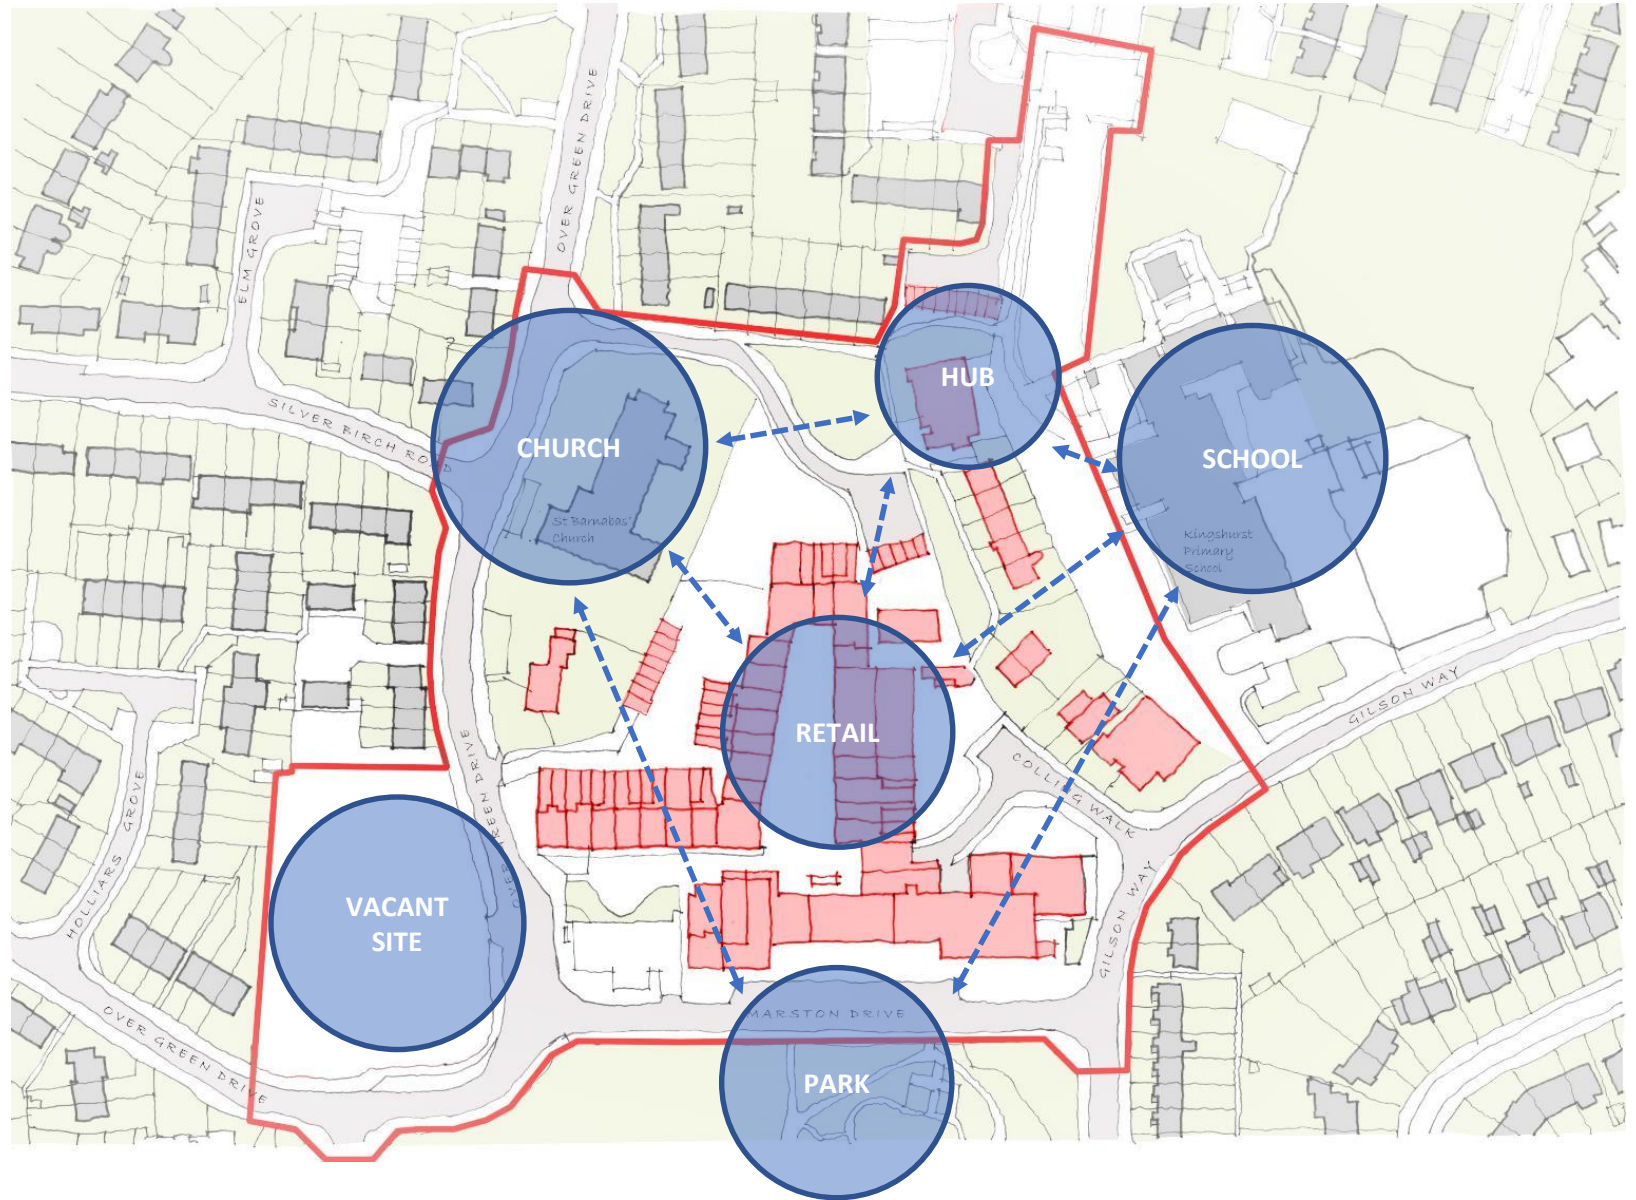 OVER GREEN DRIVE
ELM GROVE
HUB
SILVER BIRCH ROAD
CHURCH
SCHOOL
St Barnabas'
Church
Kingshurst
Primary
School
GILSON WAY
RETAIL
OVER GREEN DRIVE
COLLING WALK
HOLLIARS GROVE
VACANT
SITE
GILSON WAY
MARSTON DRIVE
OVER GREEN DRIVE
PARK